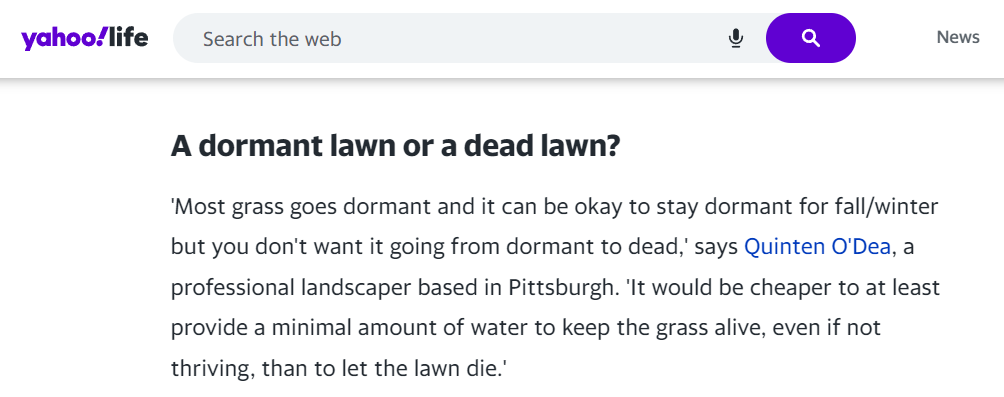 yahoo!life
Search the web
News
A dormant lawn or a dead lawn?
'Most grass goes dormant and it can be okay to stay dormant for fall/winter
but you don't want it going from dormant to dead,' says Quinten O'Dea, a
professional landscaper based in Pittsburgh. 'It would be cheaper to at least
provide a minimal amount of water to keep the grass alive, even if not
thriving, than to let the lawn die.'